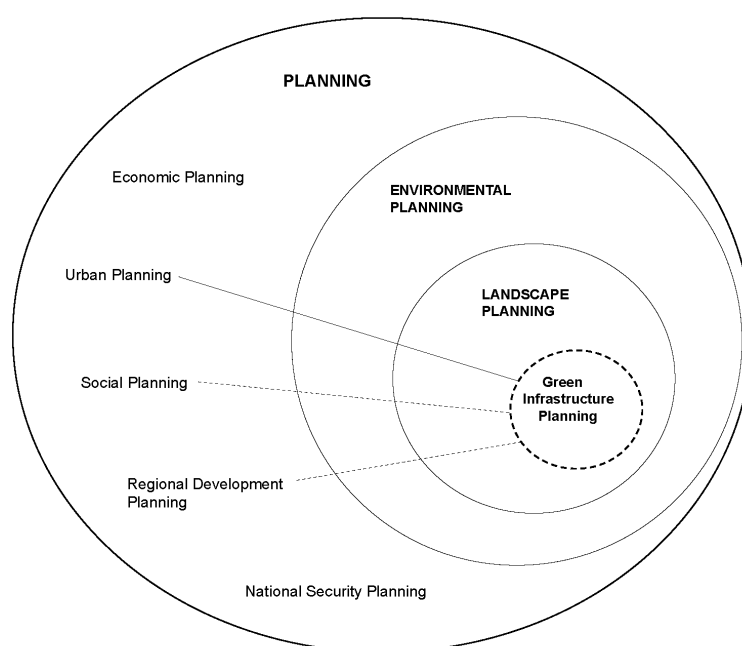 PLANNING
Economic Planning
ENVIRONMENTAL
PLANNING
Urban Planning
LANDSCAPE
PLANNING
Social Planning
Green
Infrastructure
Planning
Regional Development
Planning
National Security Planning